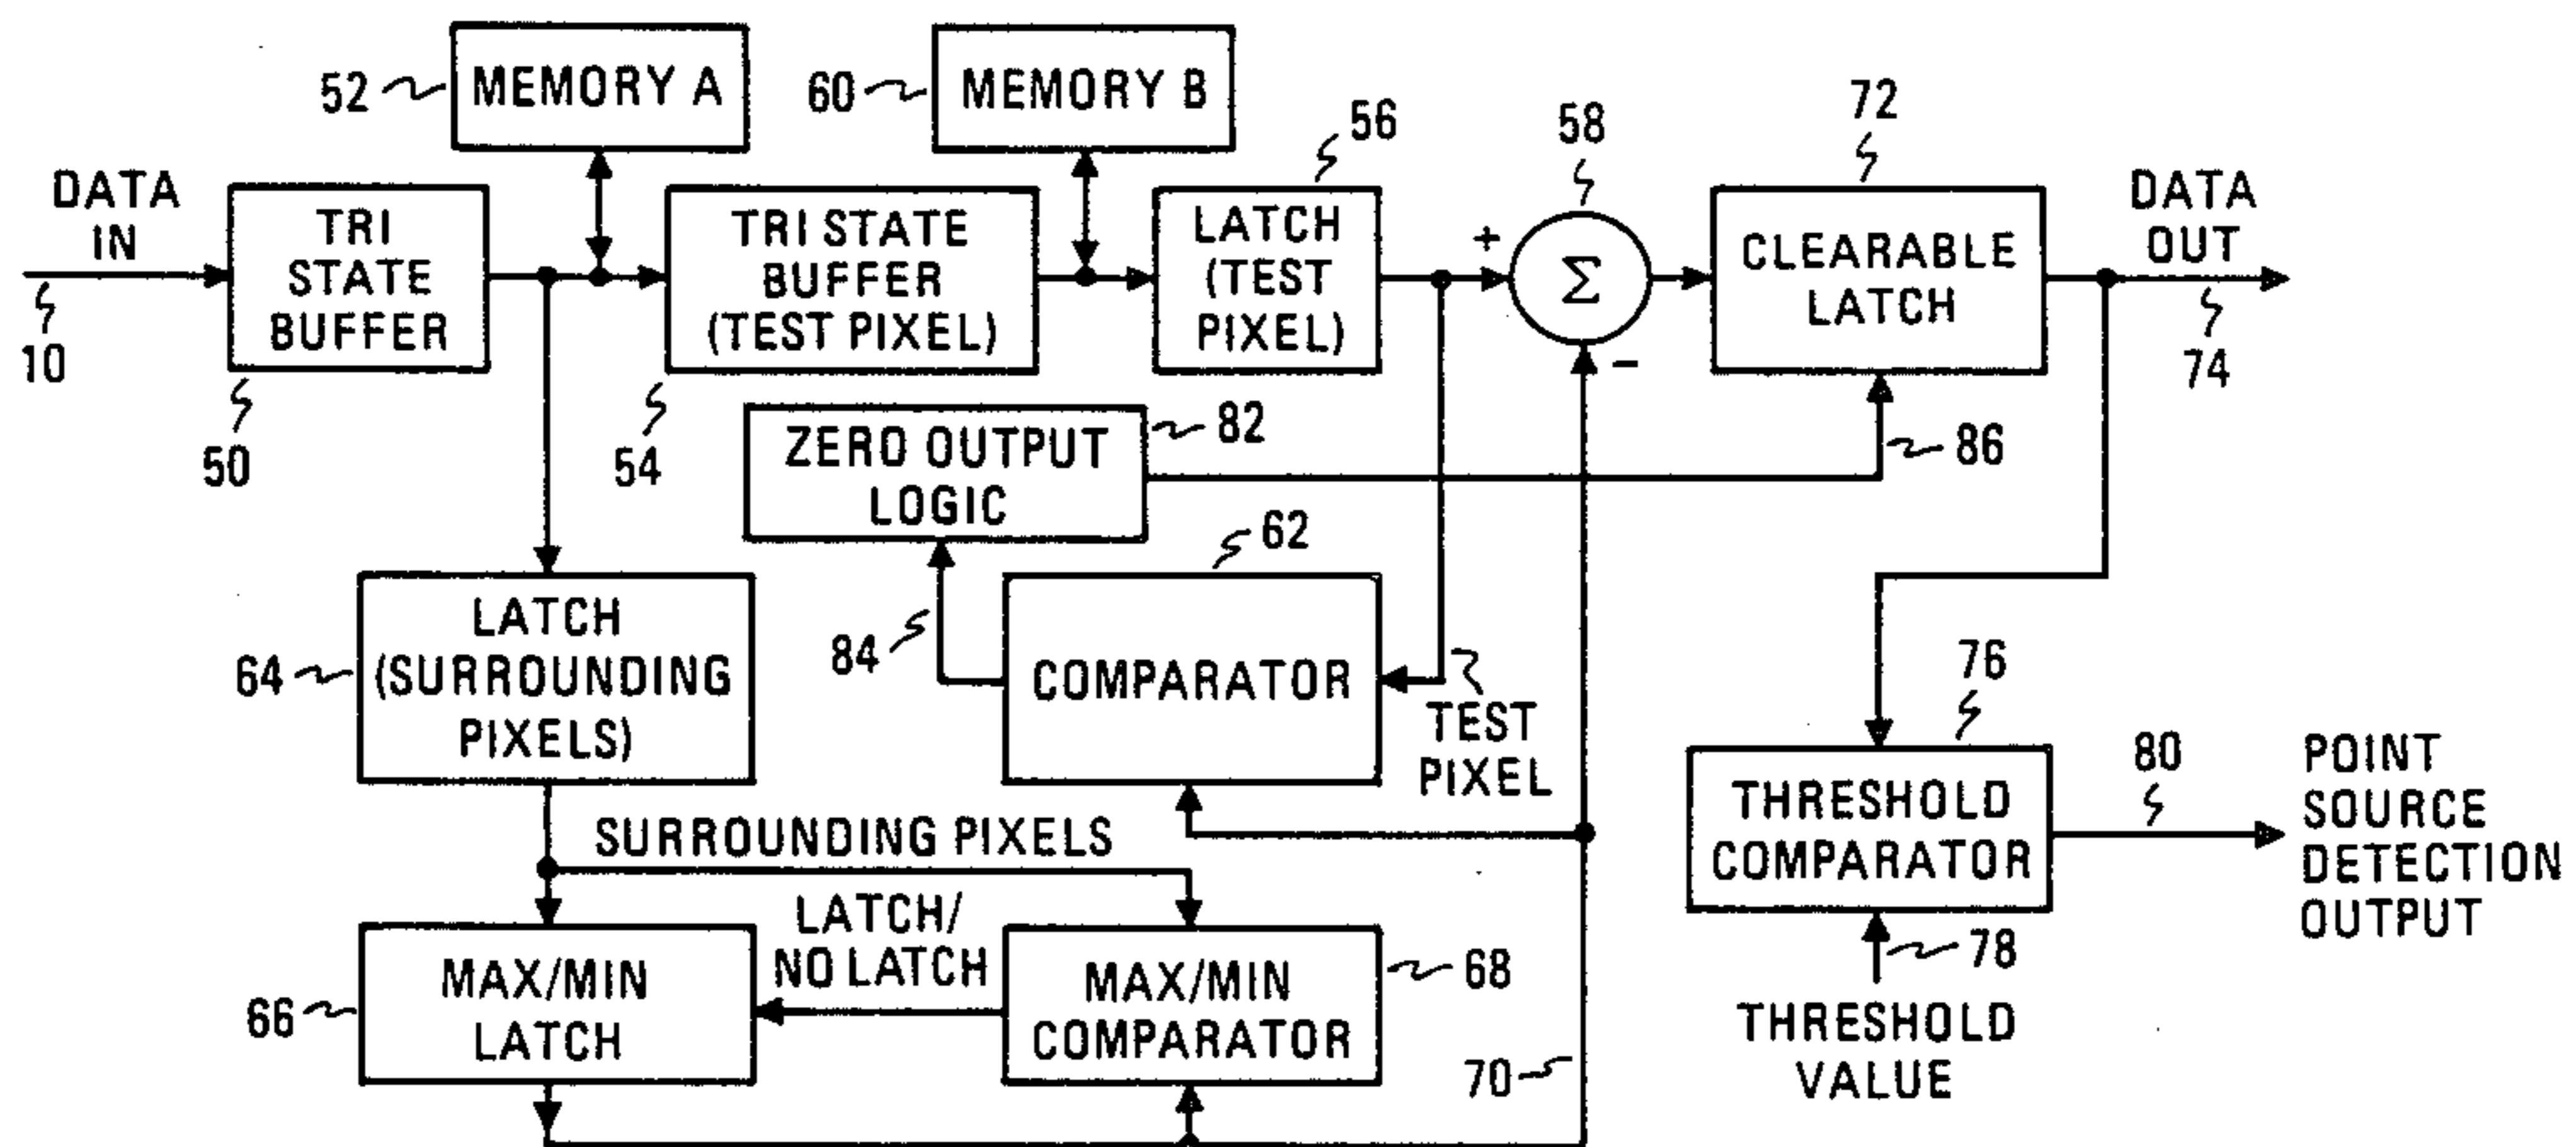 52
MEMORY A
60
MEMORY B
56
58
72
DATA
IN
10
TRI
STATE
BUFFER
50
TRI STATE
BUFFER
(TEST PIXEL)
54
LATCH
(TEST
PIXEL)
+
Σ
-
CLEARABLE
LATCH
DATA
OUT
74
ZERO OUTPUT
LOGIC
82
86
LATCH
(SURROUNDING
PIXELS)
64
84
62
COMPARATOR
TEST
PIXEL
76
THRESHOLD
COMPARATOR
80
POINT
SOURCE
DETECTION
OUTPUT
SURROUNDING PIXELS
LATCH/
NO LATCH
66
MAX/MIN
LATCH
MAX/MIN
COMPARATOR
68
70
78
THRESHOLD
VALUE